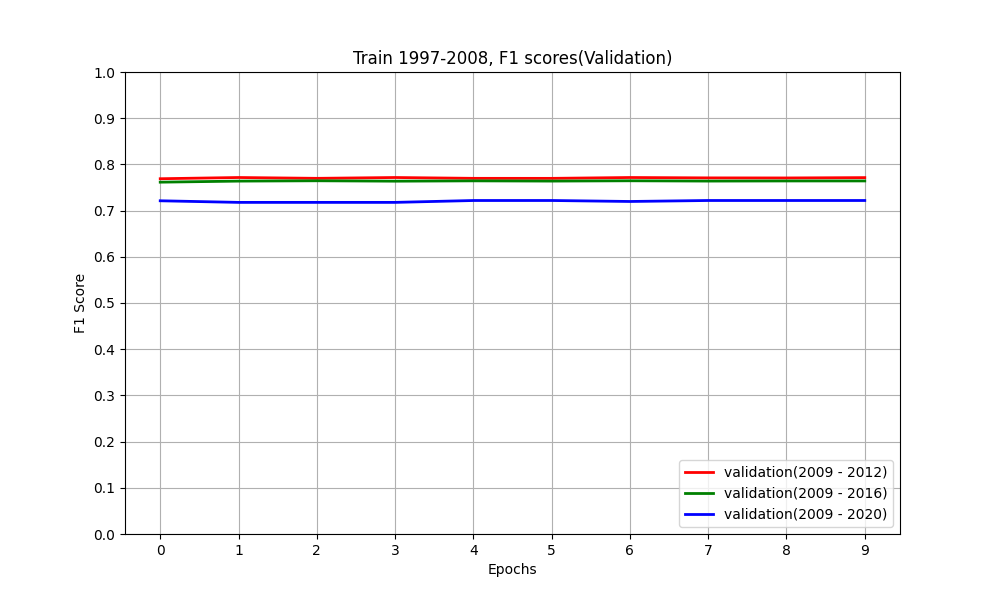 Train 1997-2008, F1 scores(Validation)
1.0
0.9
0.8
0.7
0.6
0.5
0.4
0.3
0.2
0.1
0.0
F1 Score
validation(2009 - 2012)
validation(2009 - 2016)
validation(2009 - 2020)
0 1 2 3 4 5 6 7 8 9
Epochs